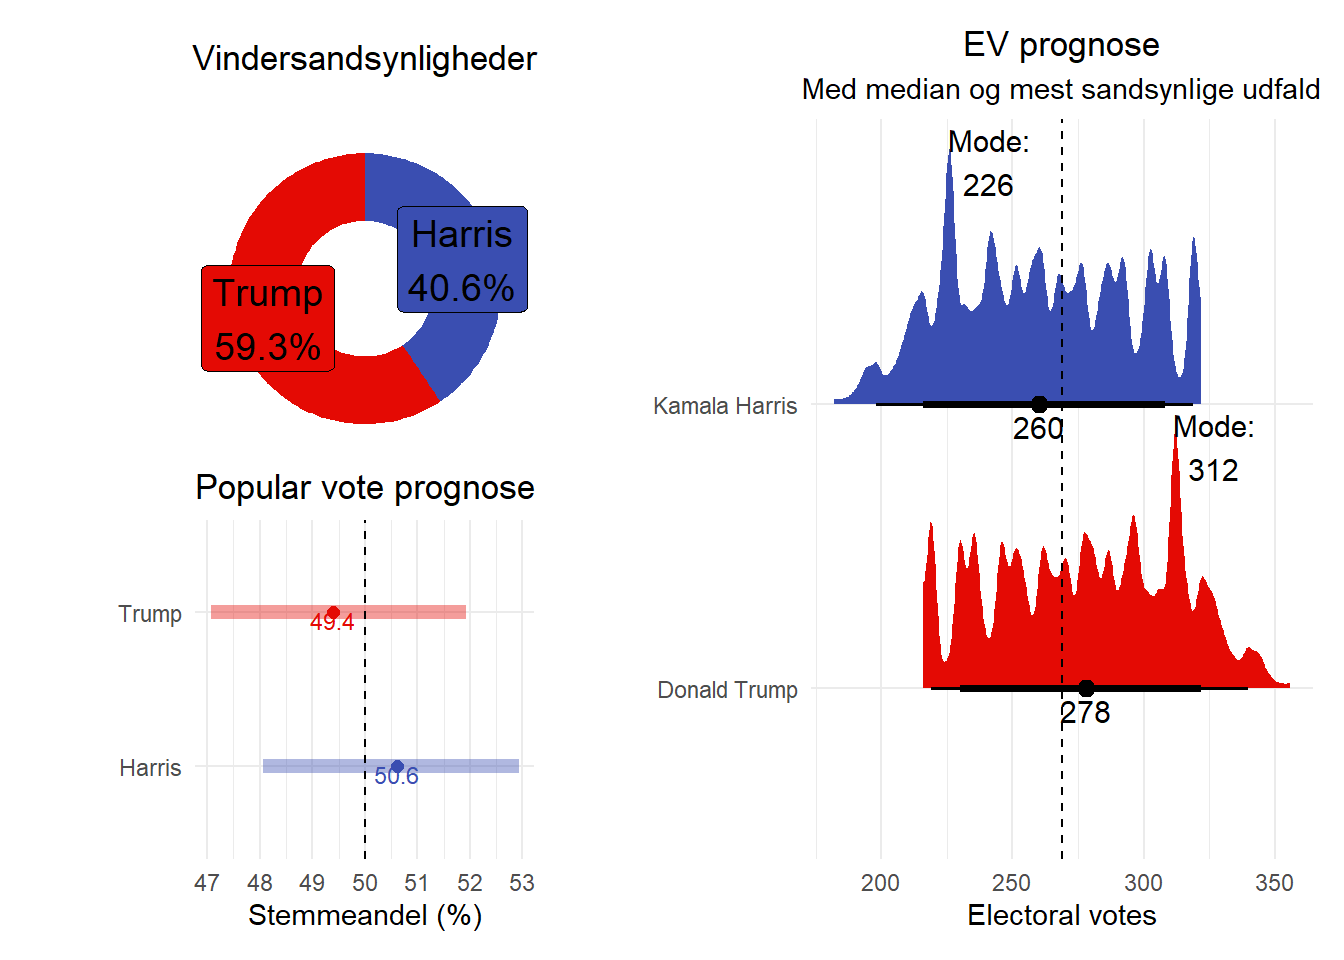 Vindersandsynligheder
Harris
40.6%
Trump
59.3%
Popular vote prognose
Trump
49.4
Harris
50.6
47 48 49 50 51 52 53
Stemmeandel (%)
EV prognose
Med median og mest sandsynlige udfald
Mode:
226
Kamala Harris
260
Mode:
312
Donald Trump
278
200 250 300 350
Electoral votes